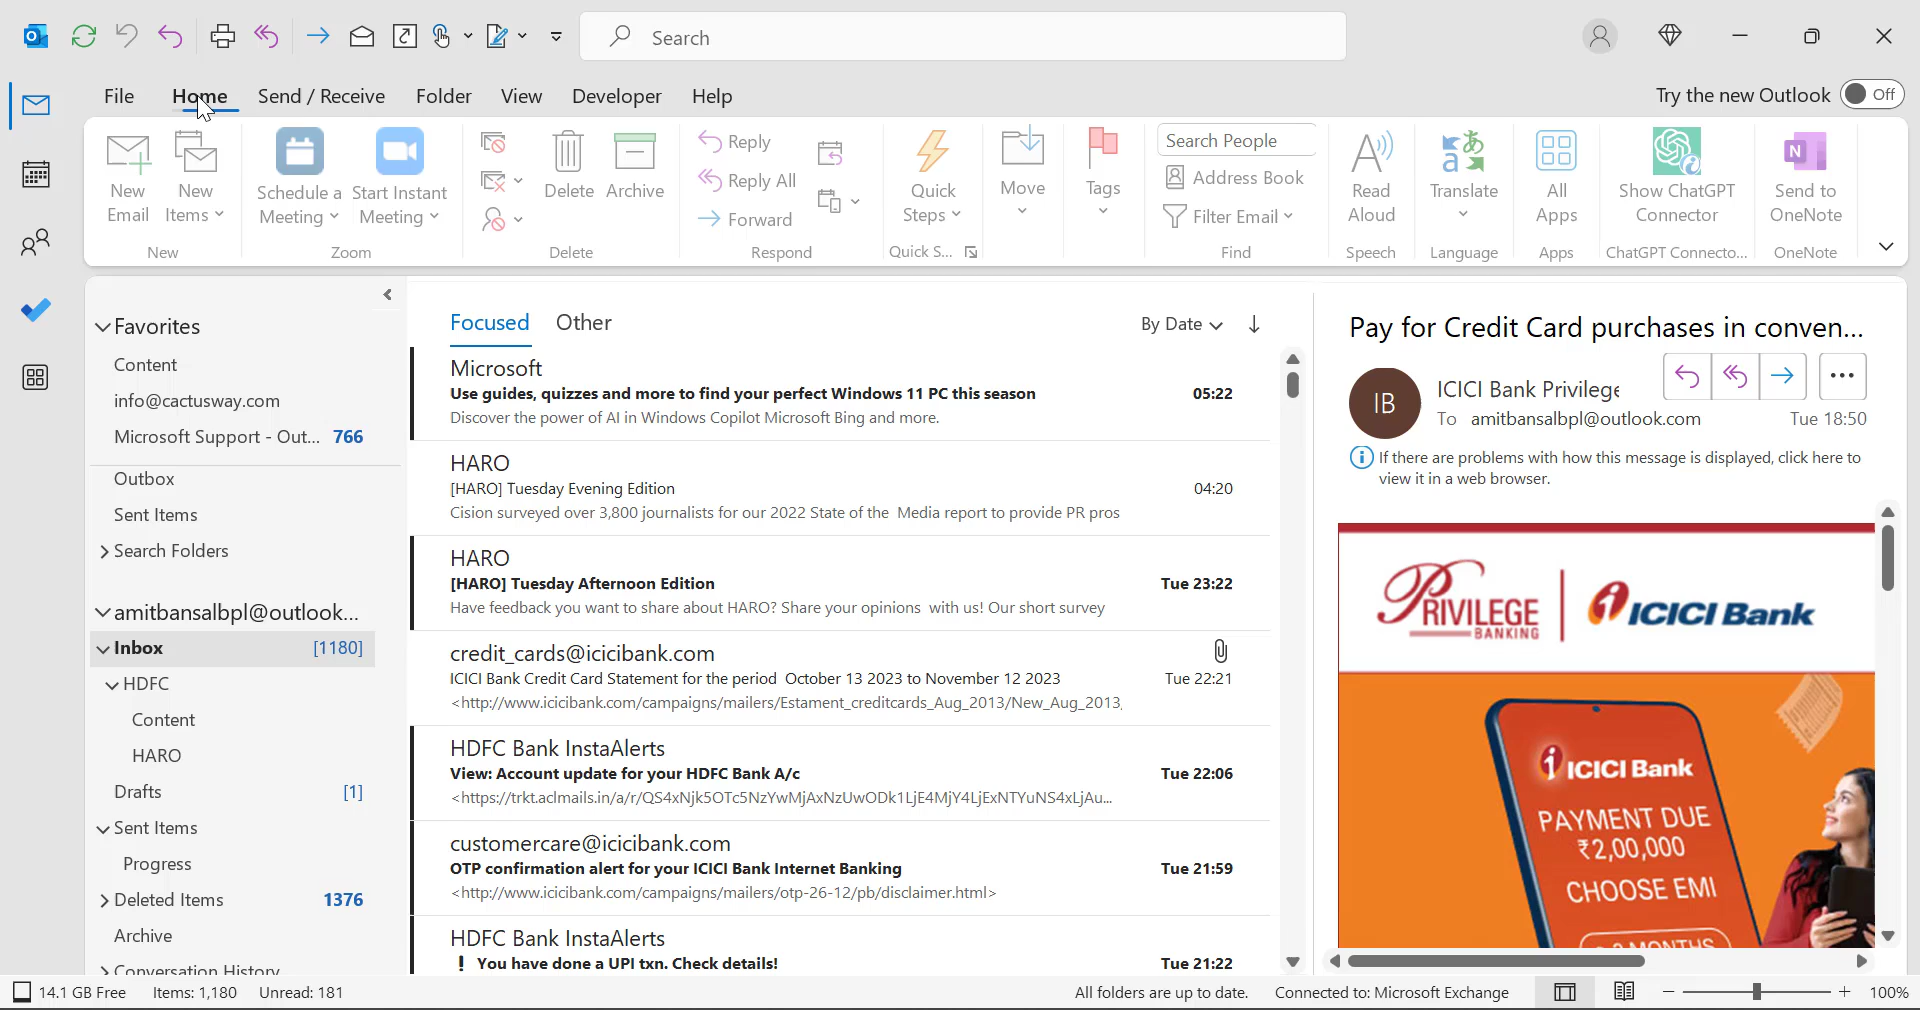 Search
File Home Send / Receive Folder View Developer Help
Try the new Outlook Off
New Email
New Items
New
Schedule a Meeting
Start Instant Meeting
Zoom
Delete
Archive
Delete
Reply
Reply All
Forward
Respond
Quick Steps
Quick S...
Move
Tags
Search People
Address Book
Filter Email
Find
Read Aloud
Speech
Translate
Language
All Apps
Apps
Show ChatGPT Connector
ChatGPT Connecto...
Send to OneNote
OneNote
Favorites
Content
info@cactusway.com
Microsoft Support - Out... 766
Outbox
Sent Items
Search Folders
amitbansalbpl@outlook...
Inbox [1180]
HDFC
Content
HARO
Drafts [1]
Sent Items
Progress
Deleted Items 1376
Archive
Conversation History
Focused Other By Date
Microsoft
Use guides, quizzes and more to find your perfect Windows 11 PC this season 05:22
Discover the power of AI in Windows Copilot Microsoft Bing and more.
HARO
[HARO] Tuesday Evening Edition 04:20
Cision surveyed over 3,800 journalists for our 2022 State of the Media report to provide PR pros
HARO
[HARO] Tuesday Afternoon Edition Tue 23:22
Have feedback you want to share about HARO? Share your opinions with us! Our short survey
credit_cards@icicibank.com
ICICI Bank Credit Card Statement for the period October 13 2023 to November 12 2023 Tue 22:21
<http://www.icicibank.com/campaigns/mailers/Estament_creditcards_Aug_2013/New_Aug_2013,
HDFC Bank InstaAlerts
View: Account update for your HDFC Bank A/c Tue 22:06
<https://trkt.aclmails.in/a/r/QS4xNjk5OTc5NzYwMjAxNzUwODk1LjE4MjY4LjExNTYuNS4xLjAu...
customercare@icicibank.com
OTP confirmation alert for your ICICI Bank Internet Banking Tue 21:59
<http://www.icicibank.com/campaigns/mailers/otp-26-12/pb/disclaimer.html>
HDFC Bank InstaAlerts
! You have done a UPI txn. Check details! Tue 21:22
Pay for Credit Card purchases in conven...
IB
ICICI Bank Privilege
To amitbansalbpl@outlook.com Tue 18:50
If there are problems with how this message is displayed, click here to
view it in a web browser.
PRIVILEGE
BANKING
ICICI Bank
ICICI Bank
PAYMENT DUE
₹2,00,000
CHOOSE EMI
MONTHS
14.1 GB Free Items: 1,180 Unread: 181 All folders are up to date. Connected to: Microsoft Exchange 100%